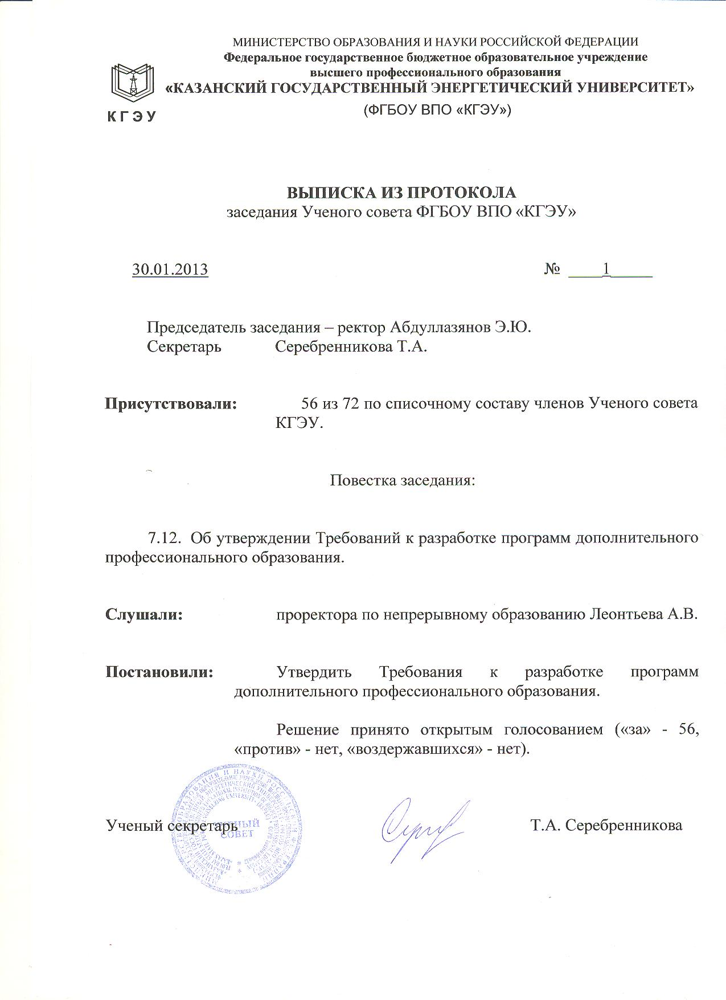 МИНИСТЕРСТВО ОБРАЗОВАНИЯ И НАУКИ РОССИЙСКОЙ ФЕДЕРАЦИИ
Федеральное государственное бюджетное образовательное учреждение
высшего профессионального образования
«КАЗАНСКИЙ ГОСУДАРСТВЕННЫЙ ЭНЕРГЕТИЧЕСКИЙ УНИВЕРСИТЕТ»
(ФГБОУ ВПО «КГЭУ»)
КГЭУ
ВЫПИСКА ИЗ ПРОТОКОЛА
заседания Ученого совета ФГБОУ ВПО «КГЭУ»
30.01.2013 № 1
Председатель заседания – ректор Абдуллазянов Э.Ю.
Секретарь Серебренникова Т.А.
Присутствовали: 56 из 72 по списочному составу членов Ученого совета
КГЭУ.
Повестка заседания:
7.12. Об утверждении Требований к разработке программ дополнительного
профессионального образования.
Слушали: проректора по непрерывному образованию Леонтьева А.В.
Постановили: Утвердить Требования к разработке программ
дополнительного профессионального образования.
Решение принято открытым голосованием («за» - 56,
«против» - нет, «воздержавшихся» - нет).
Ученый секретарь Т.А. Серебренникова
СОВЕТ